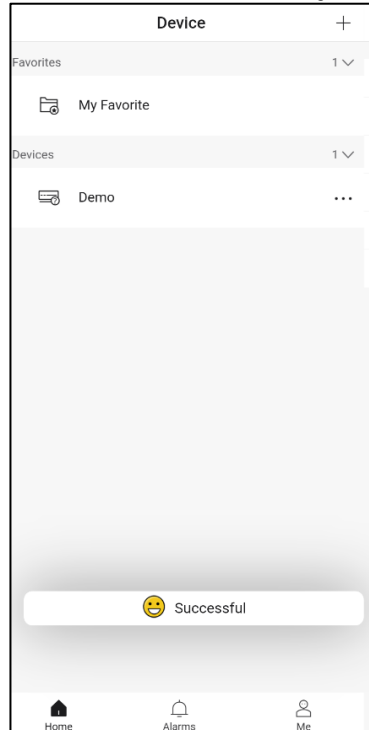 Device
Favorites 1
My Favorite
Devices 1
Demo
Successful
Home Alarms Me